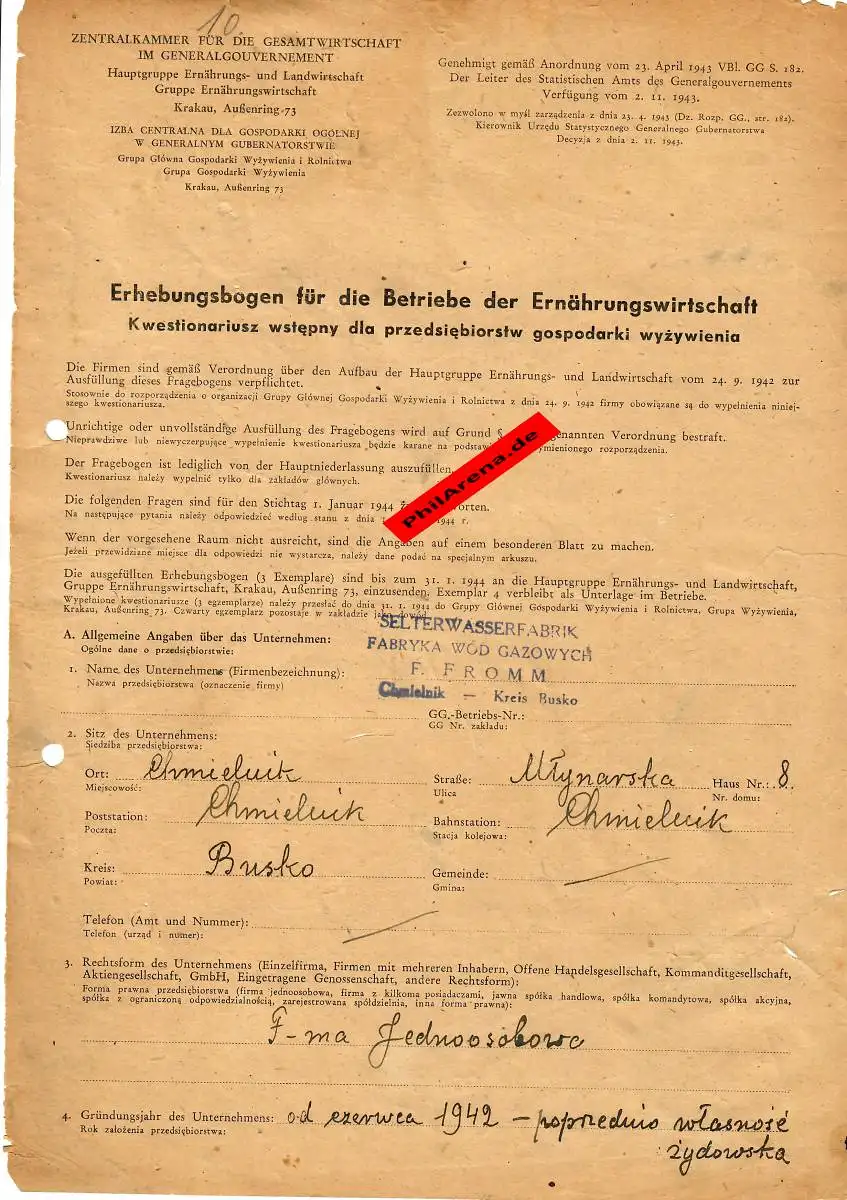 10.
ZENTRALKAMMER FÜR DIE GESAMTWIRTSCHAFT
IM GENERALGOUVERNEMENT
Hauptgruppe Ernährungs- und Landwirtschaft
Gruppe Ernährungswirtschaft
Krakau, Außenring 73
IZBA CENTRALNA DLA GOSPODARKI OGÓLNEJ
W GENERALNYM GUBERNATORSTWIE
Grupa Główna Gospodarki Wyżywienia i Rolnictwa
Grupa Gospodarki Wyżywienia
Krakau, Außenring 73
Genehmigt gemäß Anordnung vom 23. April 1943 VBl. GG S. 182.
Der Leiter des Statistischen Amts des Generalgouvernements
Verfügung vom 2. 11. 1943.
Zezwolono w myśl zarządzenia z dnia 23. 4. 1943 (Dz. Rozp. GG., str. 182).
Kierownik Urzędu Statystycznego Generalnego Gubernatorstwa
Decyzja z dnia 2. 11. 1943.
Erhebungsbogen für die Betriebe der Ernährungswirtschaft
Kwestionariusz wstępny dla przedsiębiorstw gospodarki wyżywienia
Die Firmen sind gemäß Verordnung über den Aufbau der Hauptgruppe Ernährungs- und Landwirtschaft vom 24. 9. 1942 zur
Ausfüllung dieses Fragebogens verpflichtet.
Stosownie do rozporządzenia o organizacji Grupy Głównej Gospodarki Wyżywienia i Rolnictwa z dnia 24. 9. 1942 firmy obowiązane są do wypełnienia niniej-
szego kwestionariusza.
Unrichtige oder unvollständige Ausfüllung des Fragebogens wird auf Grund § genannten Verordnung bestraft.
Nieprawdziwe lub niewyczerpujące wypełnienie kwestionariusza będzie karane na podstawi ymienionego rozporządzenia.
Der Fragebogen ist lediglich von der Hauptniederlassung auszufüllen.
Kwestionariusz należy wypełnić tylko dla zakładów głównych.
Die folgenden Fragen sind für den Stichtag 1. Januar 1944 z worten.
Na następujące pytania należy odpowiedzieć według stanu z dnia 1944 r.
PhilArena.de
Wenn der vorgesehene Raum nicht ausreicht, sind die Angaben auf einem besonderen Blatt zu machen.
Jeżeli przewidziane miejsce dla odpowiedzi nie wystarcza, należy dane podać na specjalnym arkuszu.
Die ausgefüllten Erhebungsbogen (3 Exemplare) sind bis zum 31. 1. 1944 an die Hauptgruppe Ernährungs- und Landwirtschaft,
Gruppe Ernährungswirtschaft, Krakau, Außenring 73, einzusenden. Exemplar 4 verbleibt als Unterlage im Betriebe.
Wypełnione kwestionariusze (3 egzemplarze) należy przesłać do dnia 31. 1. 1944 do Grupy Głównej Gospodarki Wyżywienia i Rolnictwa, Grupa Wyżywienia,
Krakau, Außenring 73. Czwarty egzemplarz pozostaje w zakładzie jako dowód.
A. Allgemeine Angaben über das Unternehmen:
Ogólne dane o przedsiębiorstwie:
SELTERWASSERFABRIK
FABRYKA WÓD GAZOWYCH
F. FROMM
Chmielnik — Kreis Busko
1. Name des Unternehmens (Firmenbezeichnung):
Nazwa przedsiębiorstwa (oznaczenie firmy)
GG.-Betriebs-Nr.:
GG Nr. zakładu:
2. Sitz des Unternehmens:
Siedziba przedsiębiorstwa:
Ort: Chmielnik Straße: Młynarska Haus Nr.: 8.
Miejscowość: Ulica Nr. domu:
Poststation: Chmielnik Bahnstation: Chmielnik
Poczta: Stacja kolejowa:
Kreis: Busko Gemeinde:
Powiat: Gmina:
Telefon (Amt und Nummer):
Telefon (urząd i numer):
3. Rechtsform des Unternehmens (Einzelfirma, Firmen mit mehreren Inhabern, Offene Handelsgesellschaft, Kommanditgesellschaft,
Aktiengesellschaft, GmbH, Eingetragene Genossenschaft, andere Rechtsform):
Forma prawna przedsiębiorstwa (firma jednoosobowa, firma z kilkoma posiadaczami, jawna spółka handlowa, spółka komandytowa, spółka akcyjna,
spółka z ograniczoną odpowiedzialnością, zarejestrowana spółdzielnia, inna forma prawna):
F-ma Jednoosobowa
4. Gründungsjahr des Unternehmens: od czerwca 1942 – poprzednio własność
Rok założenia przedsiębiorstwa:
żydowska